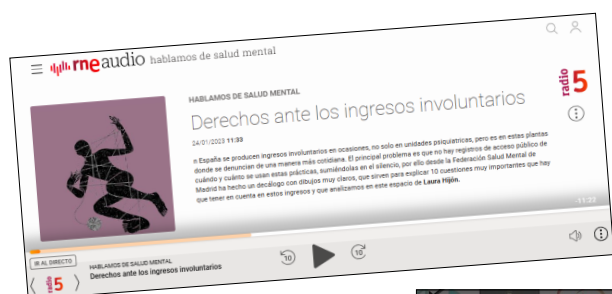 rne audio hablamos de salud mental
HABLAMOS DE SALUD MENTAL
Derechos ante los ingresos involuntarios
radio 5
24/01/2023 11:33
n España se producen ingresos involuntarios en ocasiones, no solo en unidades psiquiatricas, pero es en estas plantas
donde se denuncian de una manera más cotidiana. El principal problema es que no hay registros de acceso público de
cuándo y cuánto se usan estas prácticas, sumiéndolas en el silencio, por ello desde la Federación Salud Mental de
Madrid ha hecho un decálogo con dibujos muy claros, que sirven para explicar 10 cuestiones muy importantes que hay
que tener en cuenta en estos ingresos y que analizamos en este espacio de Laura Hijón.
-11:32
IR AL DIRECTO
radio 5
HABLAMOS DE SALUD MENTAL
Derechos ante los ingresos involuntarios
10
10